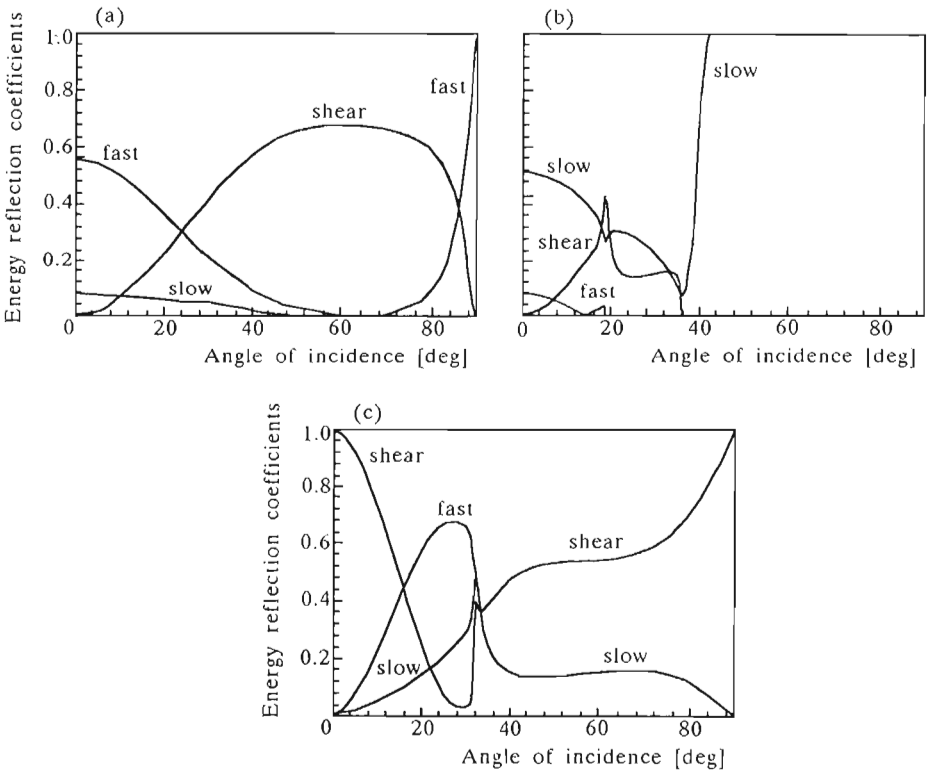 (a)
Energy reflection coefficients
1.0
0.8
0.6
0.4
0.2
0
20
40
60
80
fast
shear
slow
fast
Angle of incidence [deg]
(b)
slow
slow
shear
fast
0
20
40
60
80
Angle of incidence [deg]
(c)
Energy reflection coefficients
1.0
0.8
0.6
0.4
0.2
0
20
40
60
80
shear
fast
shear
slow
slow
Angle of incidence [deg]